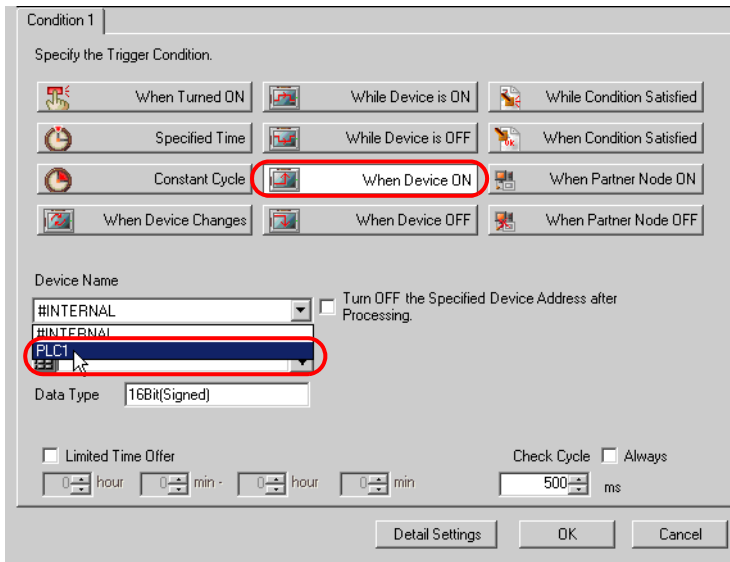 Condition 1
Specify the Trigger Condition.
When Turned ON While Device is ON While Condition Satisfied
Specified Time While Device is OFF When Condition Satisfied
Constant Cycle When Device ON When Partner Node ON
When Device Changes When Device OFF When Partner Node OFF
Device Name
#INTERNAL Turn OFF the Specified Device Address after
Processing.
#INTERNAL
PLC1
Data Type 16Bit(Signed)
Limited Time Offer Check Cycle Always
0 hour 0 min - 0 hour 0 min 500 ms
Detail Settings OK Cancel